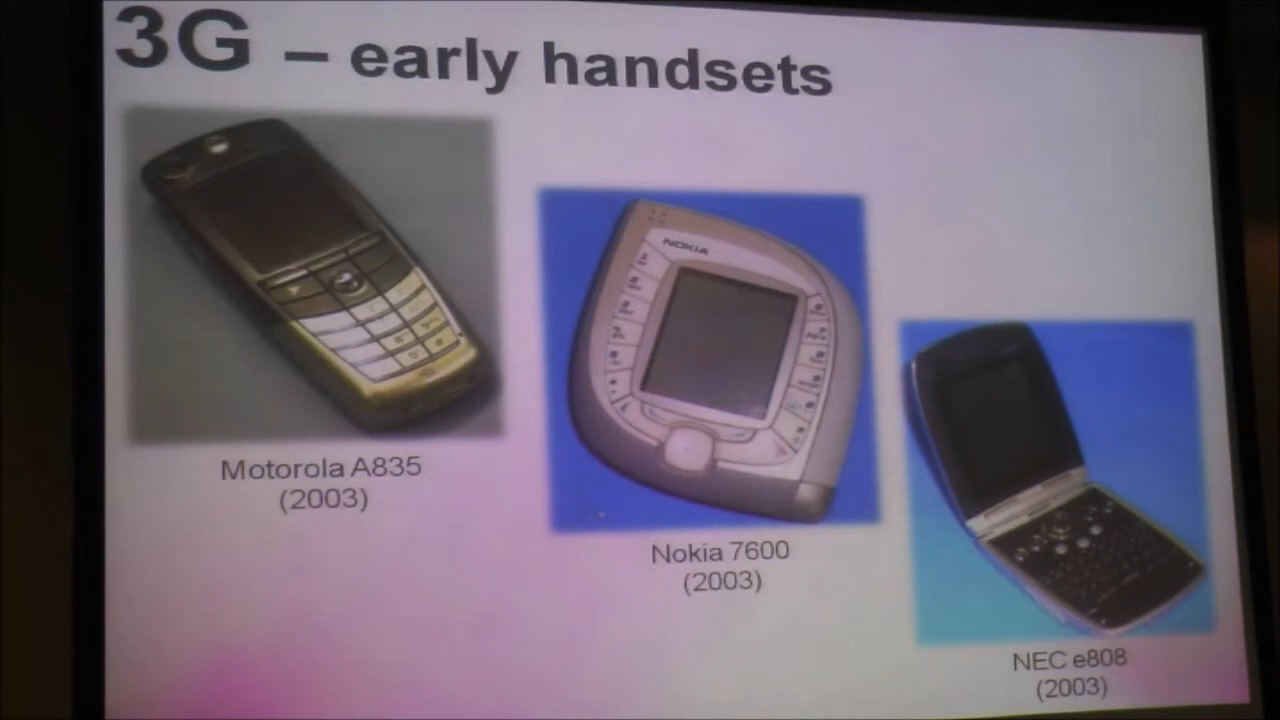 3G – early handsets
NOKIA
Motorola A835
(2003)
Nokia 7600
(2003)
NEC e808
(2003)